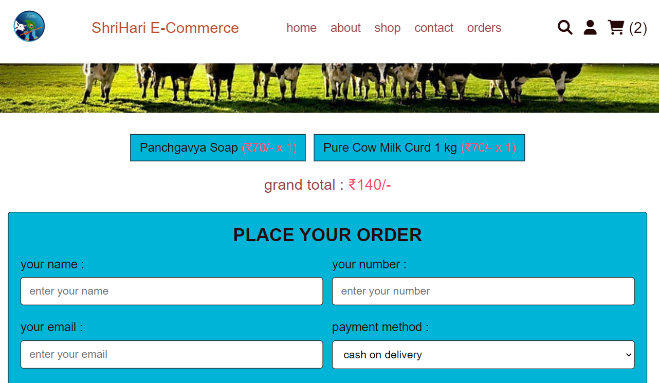 ShriHari E-Commerce home about shop contact orders (2)
Panchgavya Soap (₹70/- x 1) Pure Cow Milk Curd 1 kg (₹70/- x 1)
grand total : ₹140/-
PLACE YOUR ORDER
your name : your number :
enter your name enter your number
your email : payment method :
enter your email cash on delivery